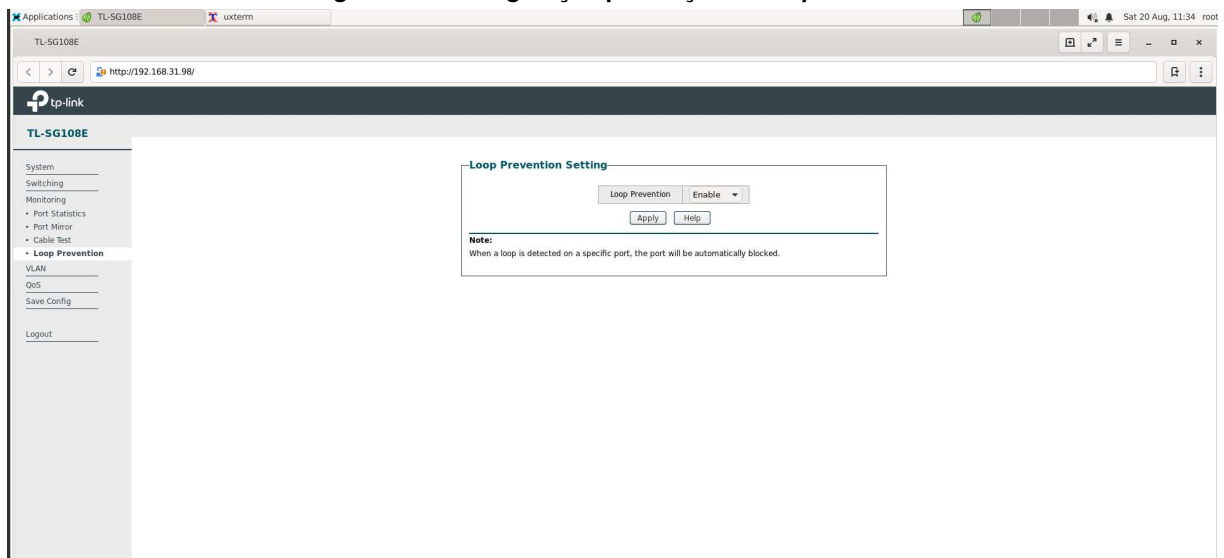 Applications : TL-SG108E uxterm Sat 20 Aug, 11:34 root
TL-SG108E
http://192.168.31.98/
tp-link
TL-SG108E
System
Switching
Monitoring
• Port Statistics
• Port Mirror
• Cable Test
• Loop Prevention
VLAN
QoS
Save Config
Logout
Loop Prevention Setting
Loop Prevention Enable
Apply Help
Note:
When a loop is detected on a specific port, the port will be automatically blocked.